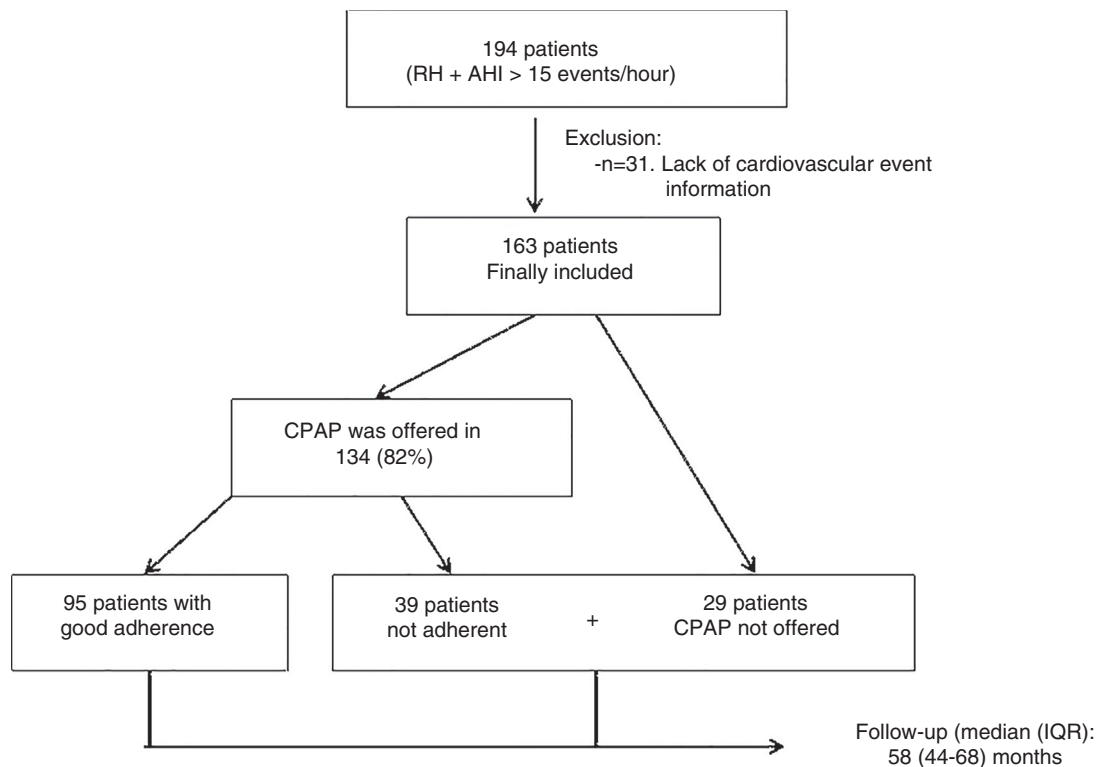 194 patients
(RH + AHI > 15 events/hour)
Exclusion:
-n=31. Lack of cardiovascular event
information
163 patients
Finally included
CPAP was offered in
134 (82%)
95 patients with
good adherence
39 patients
not adherent
+
29 patients
CPAP not offered
Follow-up (median (IQR):
58 (44-68) months